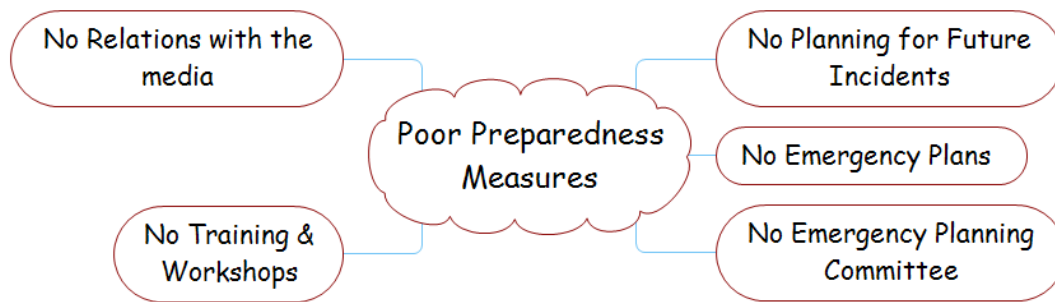 No Relations with the
media
No Planning for Future
Incidents
Poor Preparedness
Measures
No Emergency Plans
No Training &
Workshops
No Emergency Planning
Committee